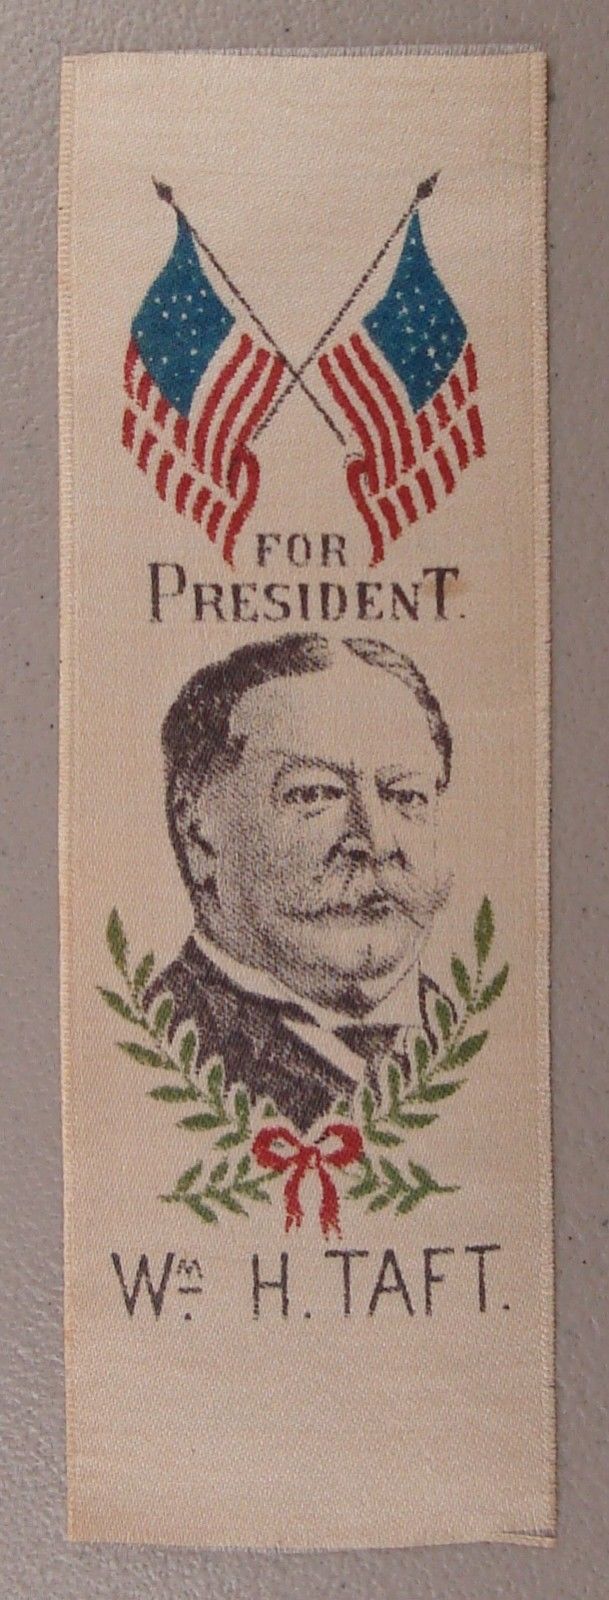 FOR
PRESIDENT.
Wm. H. TAFT.